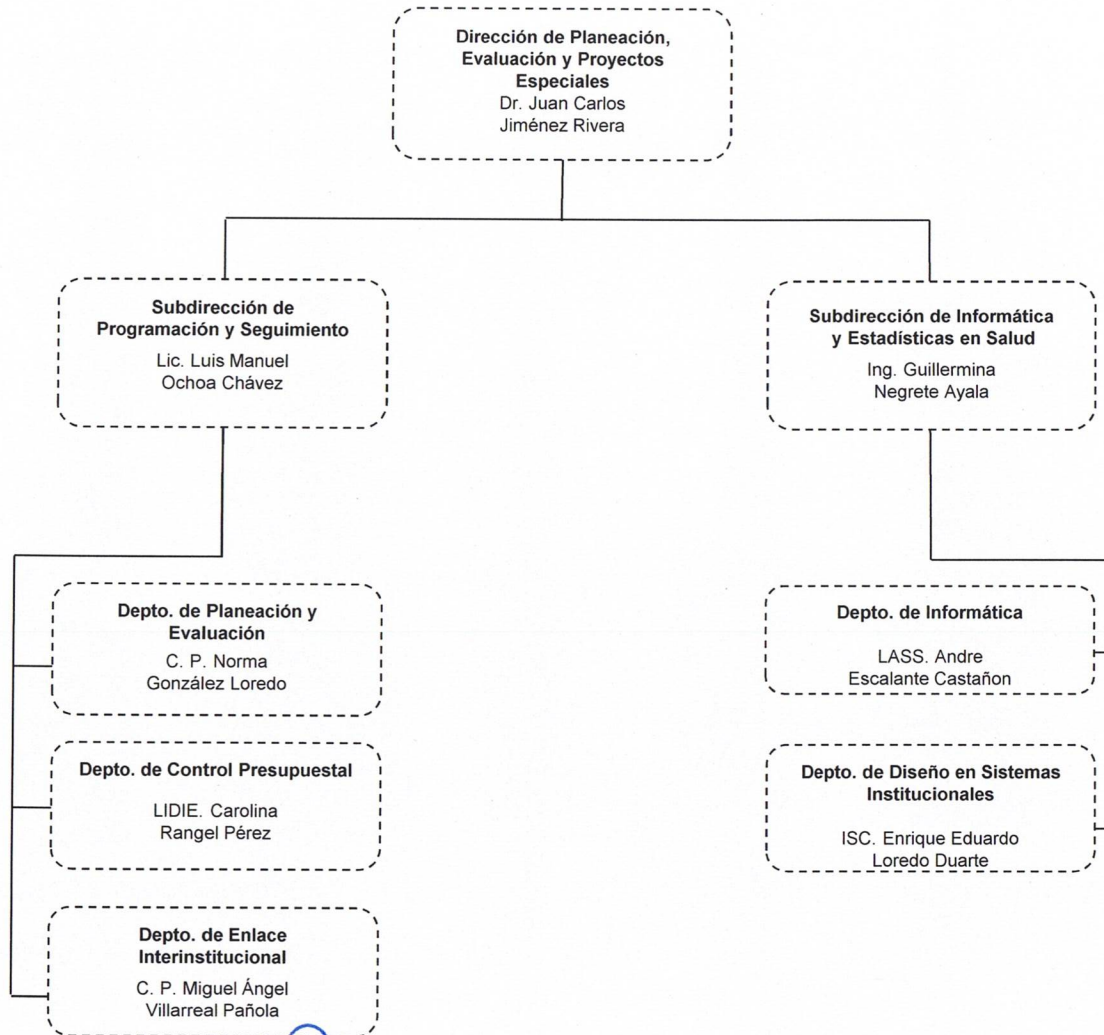 Dirección de Planeación,
Evaluación y Proyectos
Especiales
Dr. Juan Carlos
Jiménez Rivera
Subdirección de
Programación y Seguimiento
Lic. Luis Manuel
Ochoa Chávez
Subdirección de Informática
y Estadísticas en Salud
Ing. Guillermina
Negrete Ayala
Depto. de Planeación y
Evaluación
C. P. Norma
González Loredo
Depto. de Informática
LASS. Andre
Escalante Castañon
Depto. de Control Presupuestal
LIDIE. Carolina
Rangel Pérez
Depto. de Diseño en Sistemas
Institucionales
ISC. Enrique Eduardo
Loredo Duarte
Depto. de Enlace
Interinstitucional
C. P. Miguel Ángel
Villarreal Pañola